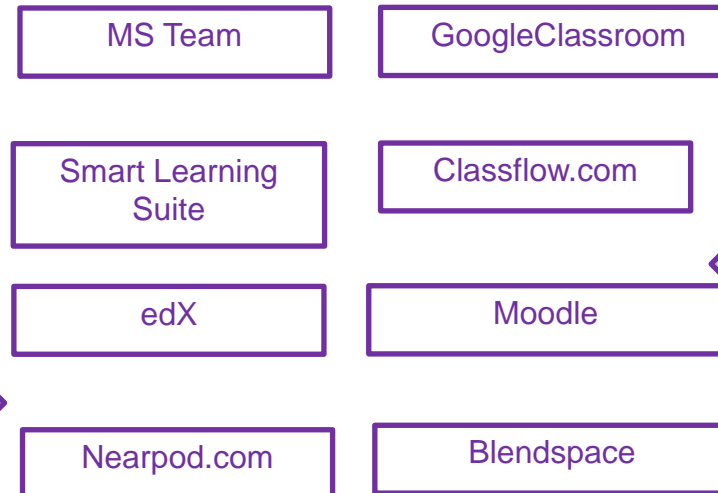 MS Team
GoogleClassroom
Smart Learning
Suite
Classflow.com
edX
Moodle
Nearpod.com
Blendspace